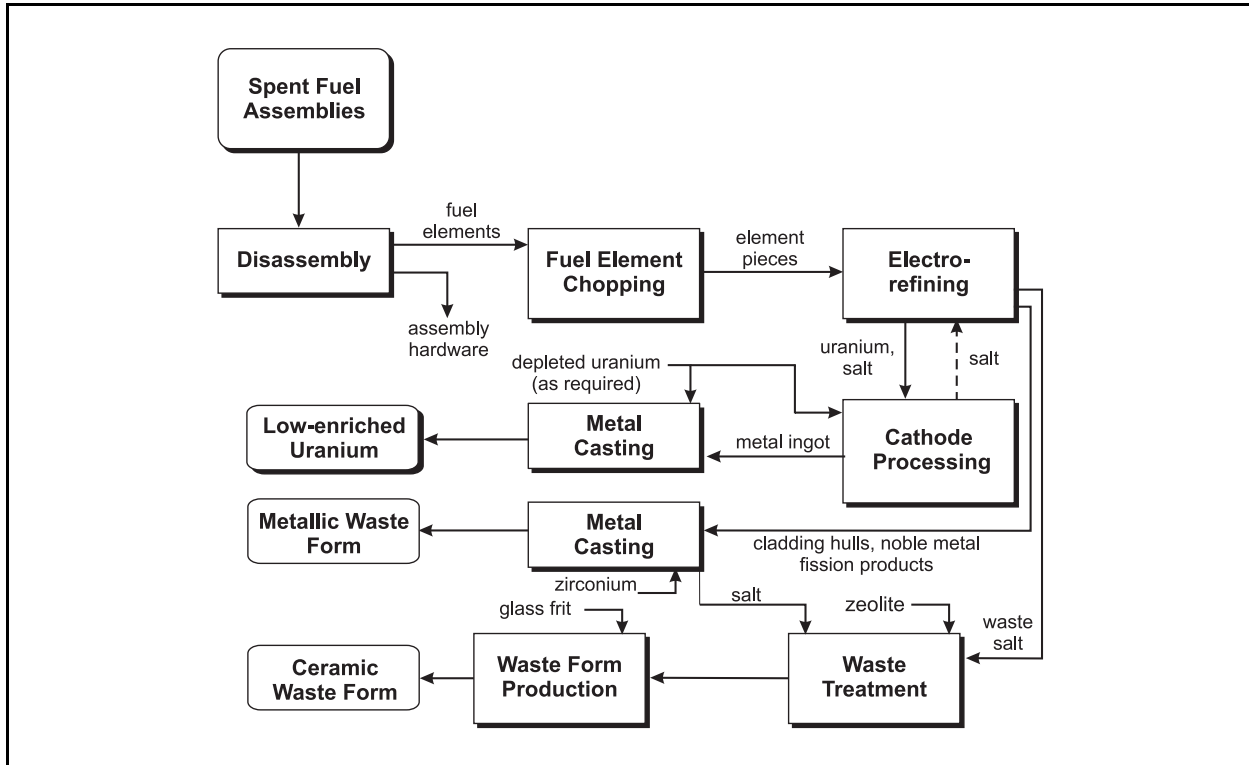 Spent Fuel
Assemblies
fuel
elements
Disassembly
assembly
hardware
Fuel Element
Chopping
element
pieces
Electro-
refining
uranium,
salt
salt
depleted uranium
(as required)
Low-enriched
Uranium
Metal
Casting
metal ingot
Cathode
Processing
Metallic Waste
Form
Metal
Casting
cladding hulls, noble metal
fission products
zirconium
salt
glass frit
zeolite
waste
salt
Ceramic
Waste Form
Waste Form
Production
Waste
Treatment